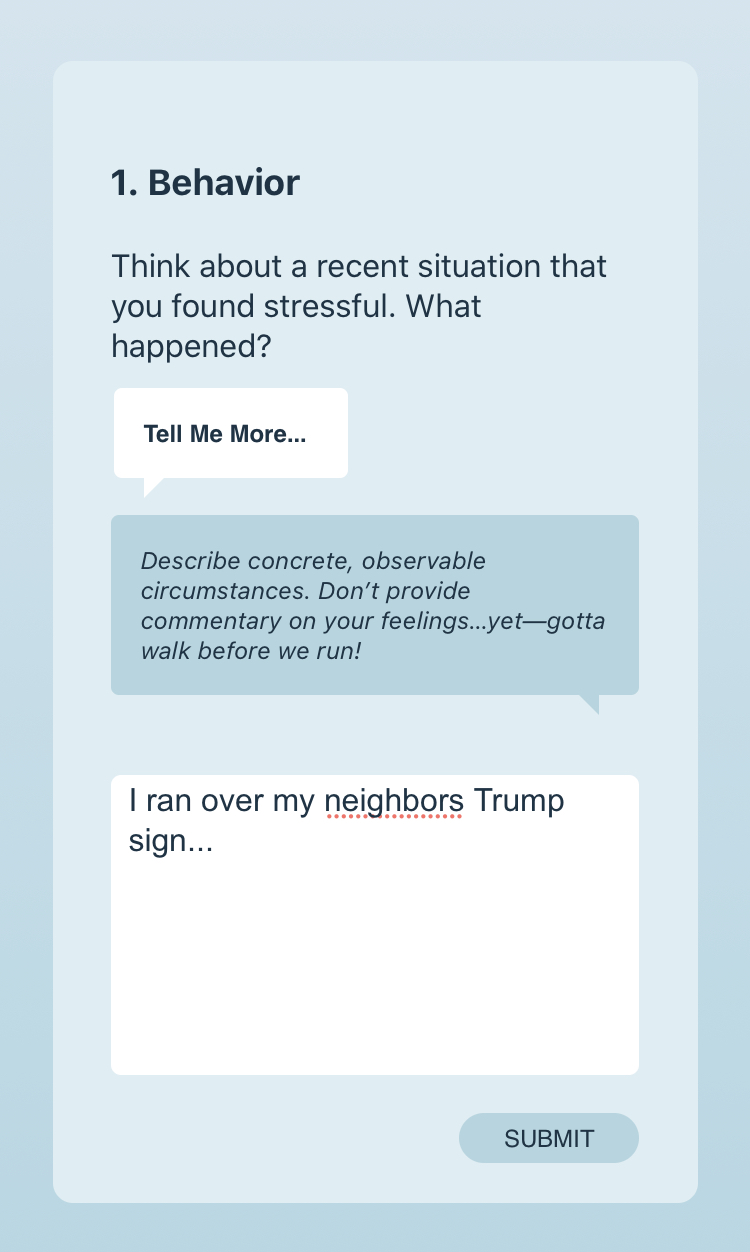 1. Behavior
Think about a recent situation that
you found stressful. What
happened?
Tell Me More...
Describe concrete, observable
circumstances. Don’t provide
commentary on your feelings...yet—gotta
walk before we run!
I ran over my neighbors Trump
sign...
SUBMIT